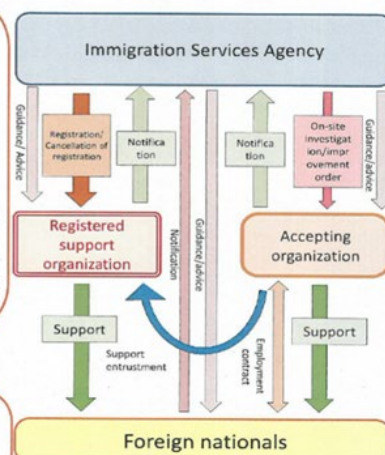 Immigration Services Agency
Guidance/ Advice
Registration/
Cancellation of
registration
Notifica
tion
Notifica
tion
On-site
Investigat
ion/impr
ovement
order
Guidance/advice
Registered
support
organization
Notification
Guidance/advice
Accepting
organization
Support
Support
entrustment
Employment
contract
Support
Foreign nationals